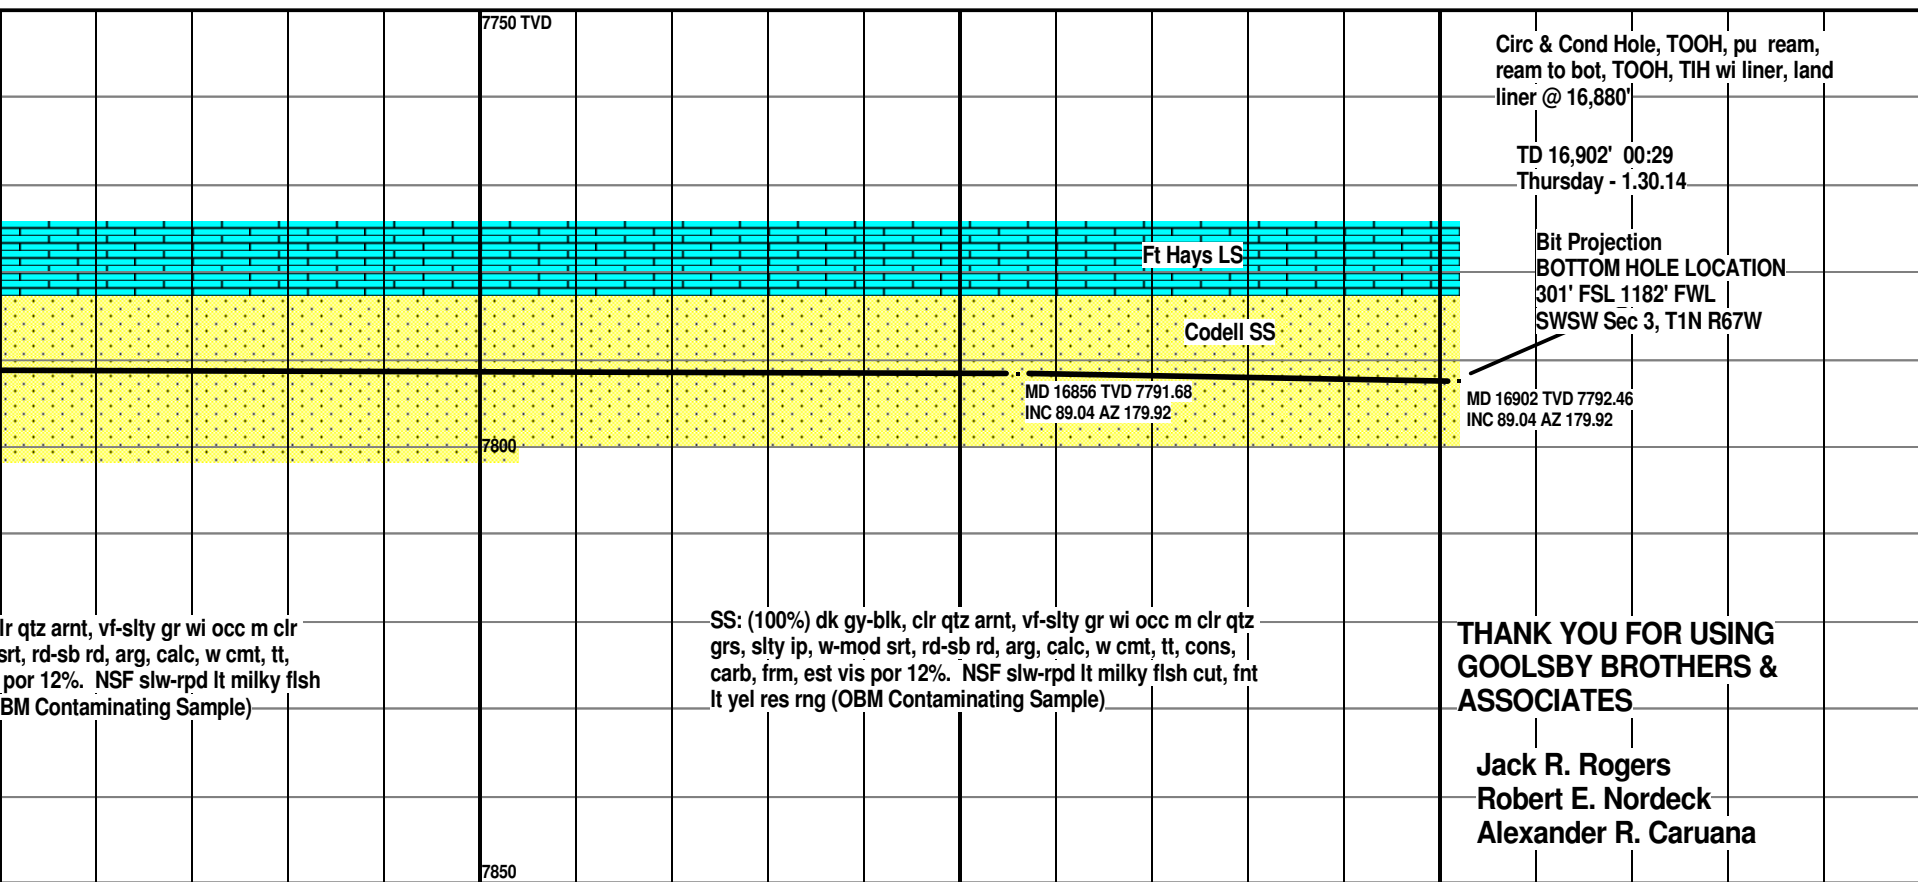 7750 TVD
Circ & Cond Hole, TOOH, pu ream,
ream to bot, TOOH, TIH wi liner, land
liner @ 16,880'
TD 16,902' 00:29
Thursday - 1.30.14
Bit Projection
BOTTOM HOLE LOCATION
301' FSL 1182' FWL
SWSW Sec 3, T1N R67W
Ft Hays LS
Codell SS
MD 16856 TVD 7791.68
INC 89.04 AZ 179.92
MD 16902 TVD 7792.46
INC 89.04 AZ 179.92
7800
lr qtz arnt, vf-slty gr wi occ m clr
srt, rd-sb rd, arg, calc, w cmt, tt,
por 12%. NSF slw-rpd lt milky flsh
BM Contaminating Sample)
SS: (100%) dk gy-blk, clr qtz arnt, vf-slty gr wi occ m clr qtz
grs, slty ip, w-mod srt, rd-sb rd, arg, calc, w cmt, tt, cons,
carb, frm, est vis por 12%. NSF slw-rpd lt milky flsh cut, fnt
lt yel res rng (OBM Contaminating Sample)
THANK YOU FOR USING
GOOLSBY BROTHERS &
ASSOCIATES
Jack R. Rogers
Robert E. Nordeck
Alexander R. Caruana
7850